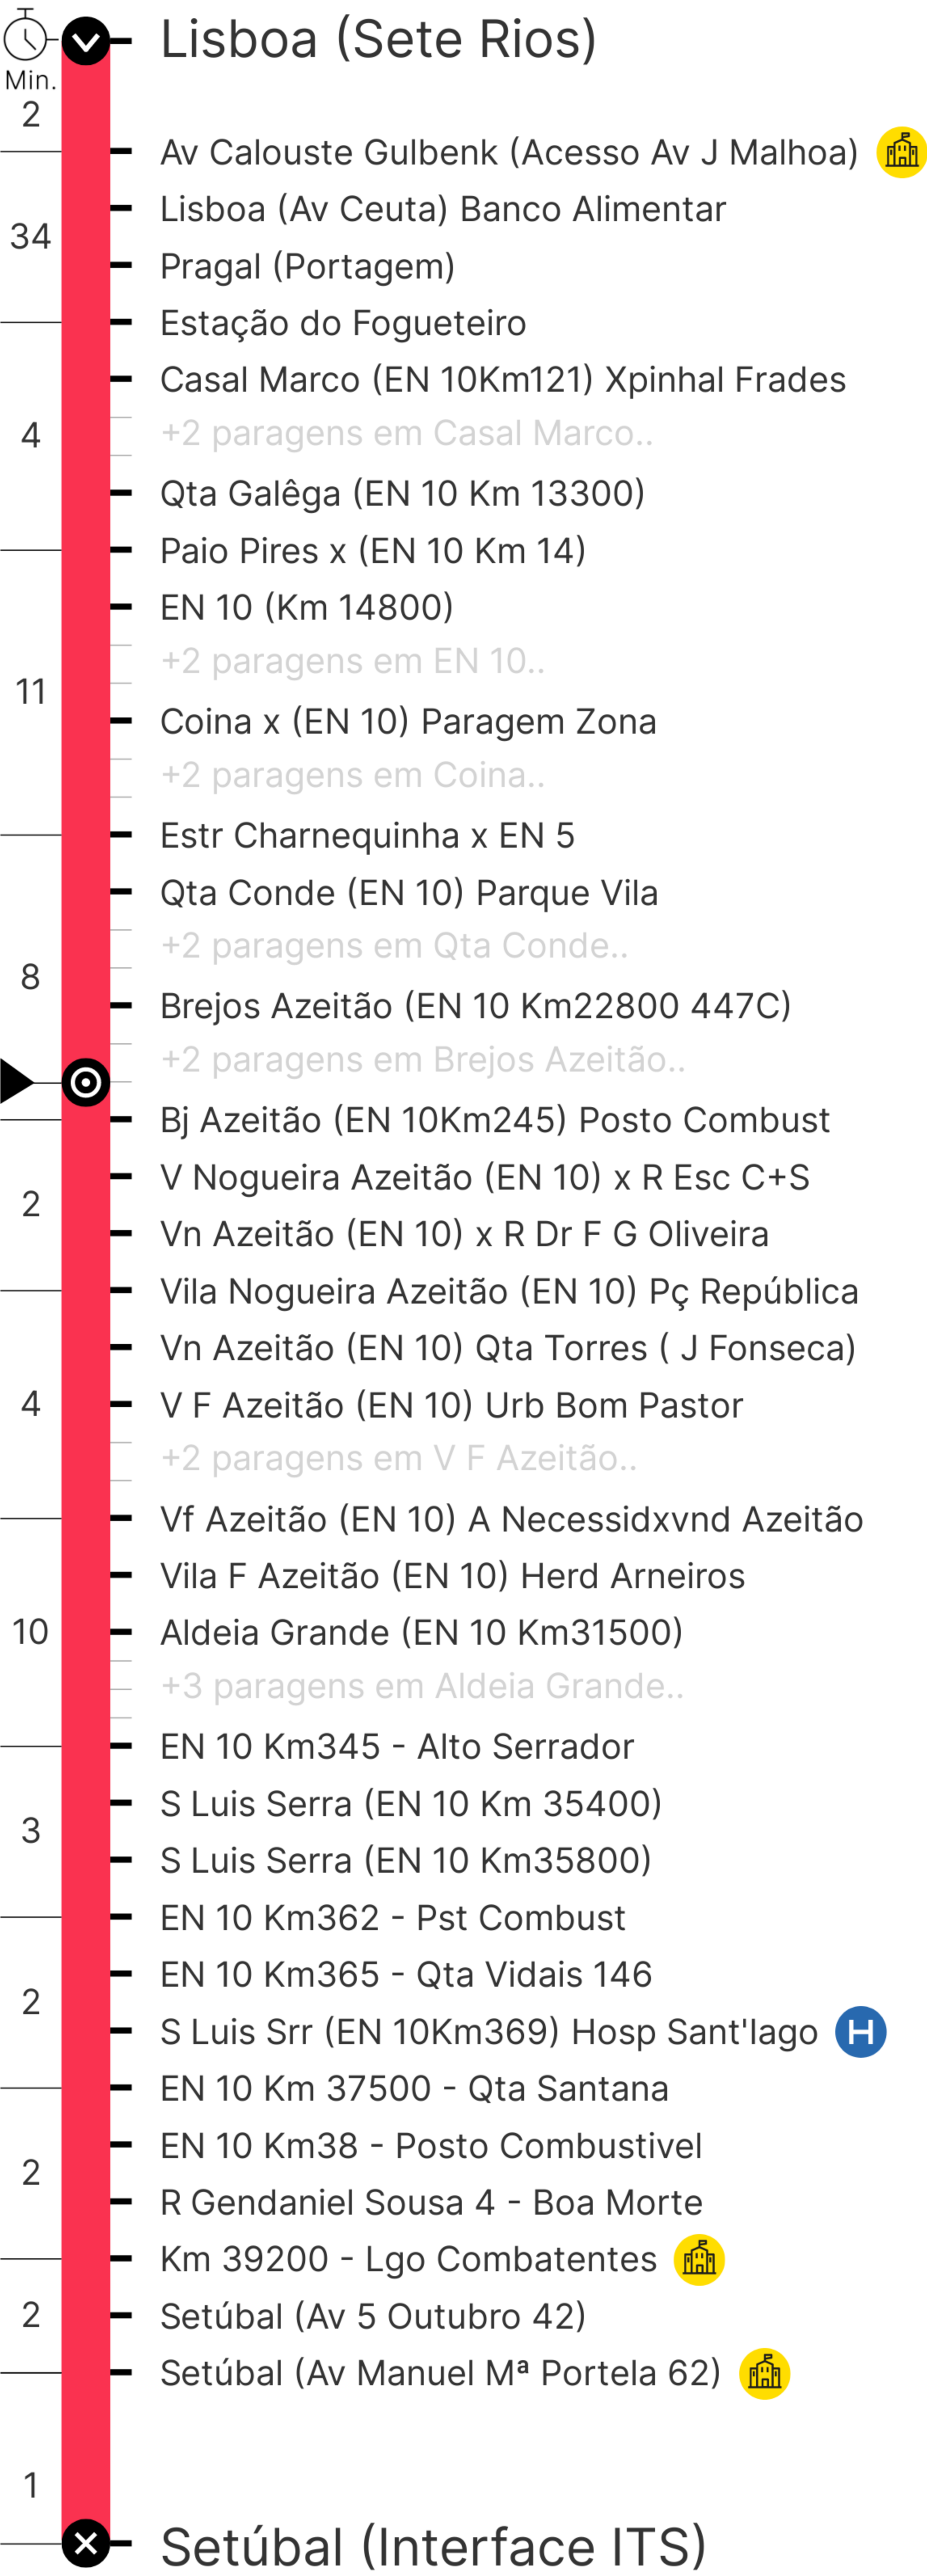 Lisboa (Sete Rios)
Min.
2
Av Calouste Gulbenk (Acesso Av J Malhoa)
Lisboa (Av Ceuta) Banco Alimentar
34
Pragal (Portagem)
Estação do Fogueteiro
Casal Marco (EN 10Km121) Xpinhal Frades
4
+2 paragens em Casal Marco..
Qta Galêga (EN 10 Km 13300)
Paio Pires x (EN 10 Km 14)
EN 10 (Km 14800)
+2 paragens em EN 10..
11
Coina x (EN 10) Paragem Zona
+2 paragens em Coina..
Estr Charnequinha x EN 5
Qta Conde (EN 10) Parque Vila
+2 paragens em Qta Conde..
8
Brejos Azeitão (EN 10 Km22800 447C)
+2 paragens em Brejos Azeitão..
Bj Azeitão (EN 10Km245) Posto Combust
V Nogueira Azeitão (EN 10) x R Esc C+S
2
Vn Azeitão (EN 10) x R Dr F G Oliveira
Vila Nogueira Azeitão (EN 10) Pç República
Vn Azeitão (EN 10) Qta Torres ( J Fonseca)
4
V F Azeitão (EN 10) Urb Bom Pastor
+2 paragens em V F Azeitão..
Vf Azeitão (EN 10) A Necessidxvnd Azeitão
Vila F Azeitão (EN 10) Herd Arneiros
10
Aldeia Grande (EN 10 Km31500)
+3 paragens em Aldeia Grande..
EN 10 Km345 - Alto Serrador
S Luis Serra (EN 10 Km 35400)
3
S Luis Serra (EN 10 Km35800)
EN 10 Km362 - Pst Combust
EN 10 Km365 - Qta Vidais 146
2
S Luis Srr (EN 10Km369) Hosp Sant'Iago
H
EN 10 Km 37500 - Qta Santana
EN 10 Km38 - Posto Combustivel
2
R Gendaniel Sousa 4 - Boa Morte
Km 39200 - Lgo Combatentes
2
Setúbal (Av 5 Outubro 42)
Setúbal (Av Manuel Mª Portela 62)
1
Setúbal (Interface ITS)